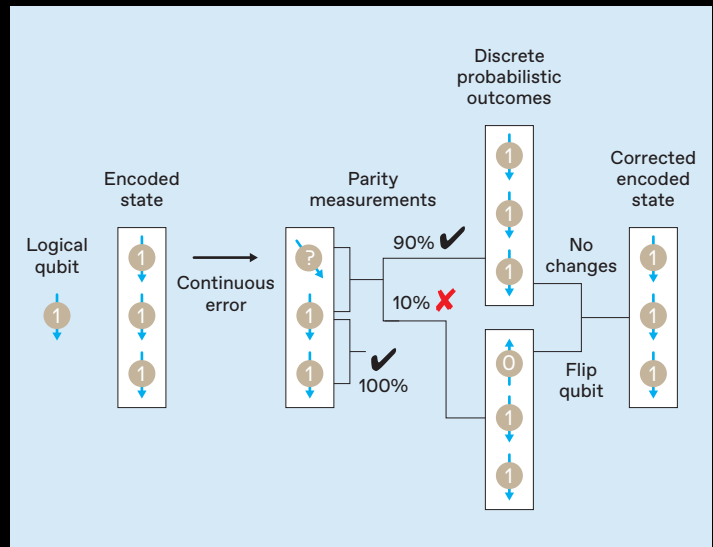 Logical
qubit
1
Encoded
state
1
1
1
Continuous
error
Parity
measurements
?
1
1
90% ✔
10% ✘
✔
100%
Discrete
probabilistic
outcomes
1
1
1
0
1
1
No
changes
Flip
qubit
Corrected
encoded
state
1
1
1